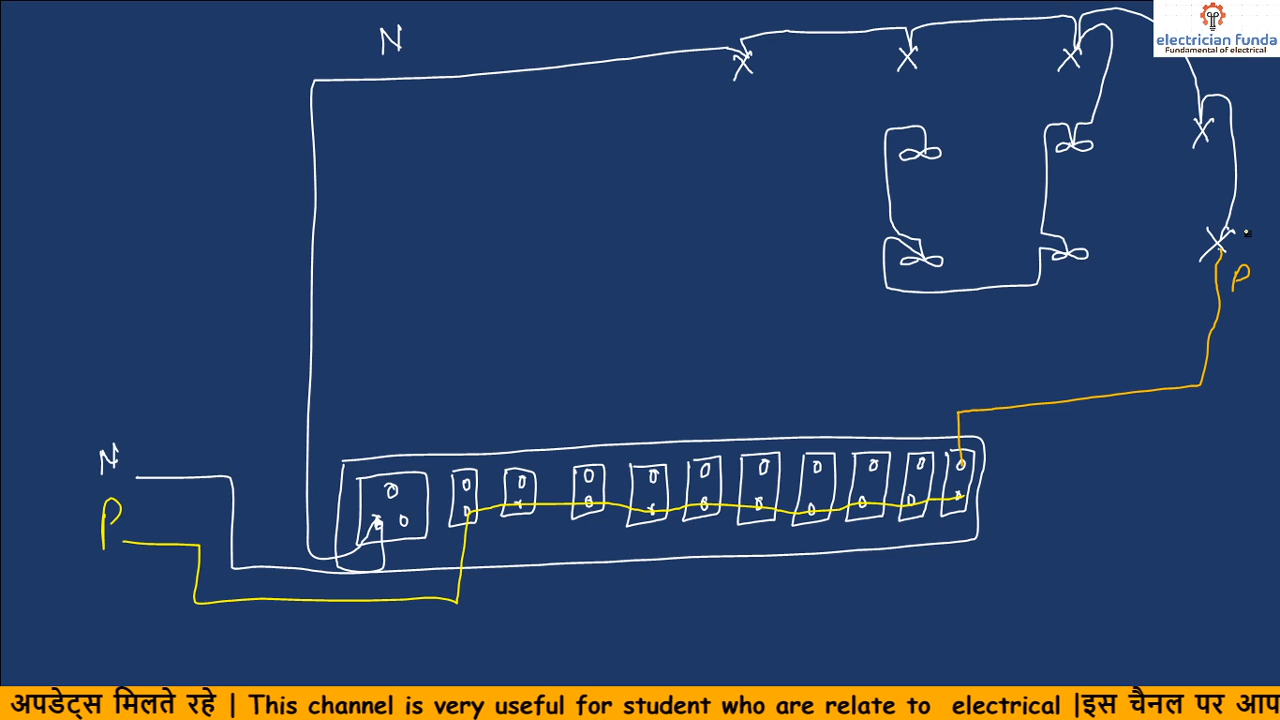 N
electrician funda
Fundamental of electrical
P
N
P
अपडेट्स मिलते रहे | This channel is very useful for student who are relate to electrical |इस चैनल पर आप